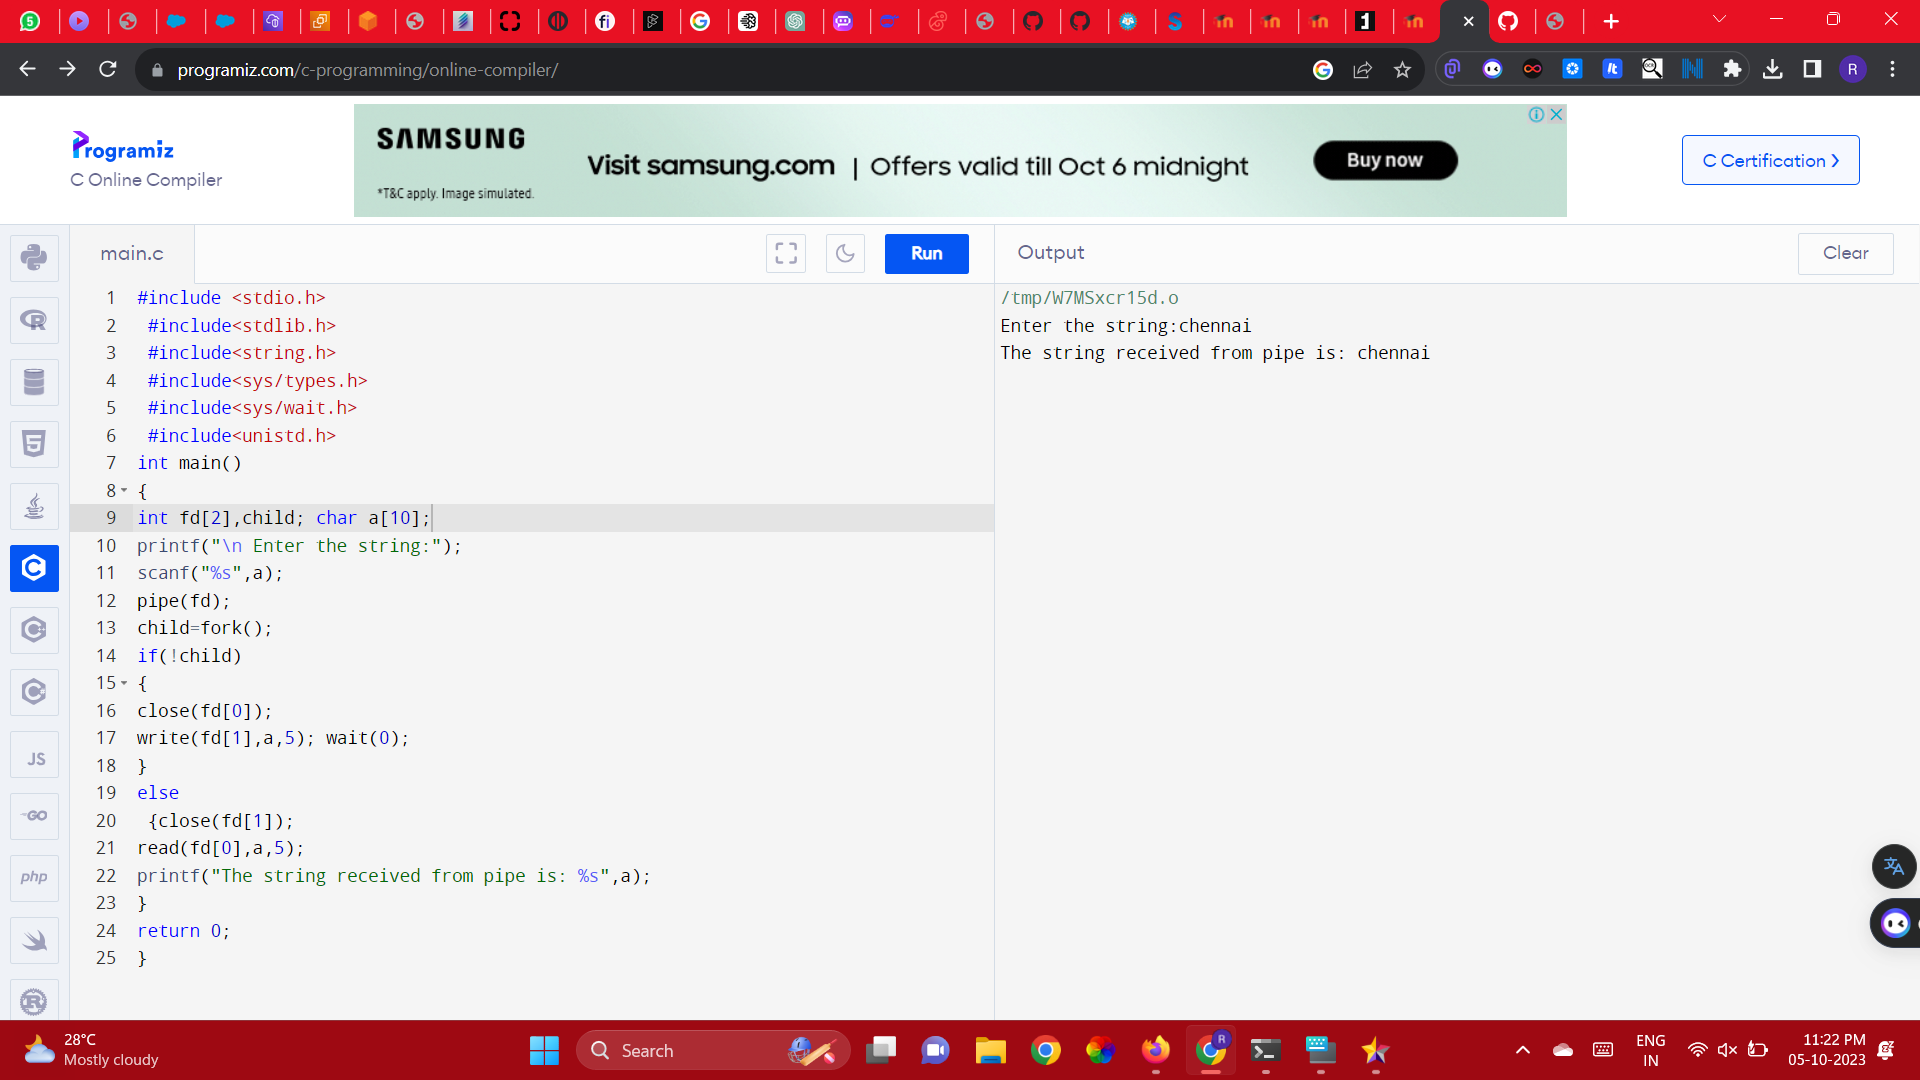 programiz.com/c-programming/online-compiler/
R
Programiz
C Online Compiler
SAMSUNG
*T&C apply. Image simulated.
Visit samsung.com | Offers valid till Oct 6 midnight
Buy now
C Certification >
main.c
Run
Output
Clear
1 #include <stdio.h>
2 #include<stdlib.h>
3 #include<string.h>
4 #include<sys/types.h>
5 #include<sys/wait.h>
6 #include<unistd.h>
7 int main()
8 {
9 int fd[2],child; char a[10];
10 printf("\n Enter the string:");
11 scanf("%s",a);
12 pipe(fd);
13 child=fork();
14 if(!child)
15 {
16 close(fd[0]);
17 write(fd[1],a,5); wait(0);
18 }
19 else
20 {close(fd[1]);
21 read(fd[0],a,5);
22 printf("The string received from pipe is: %s",a);
23 }
24 return 0;
25 }
/tmp/W7MSxcr15d.o
Enter the string:chennai
The string received from pipe is: chennai
JS
GO
php
28°C
Mostly cloudy
Search
ENG
IN
11:22 PM
05-10-2023